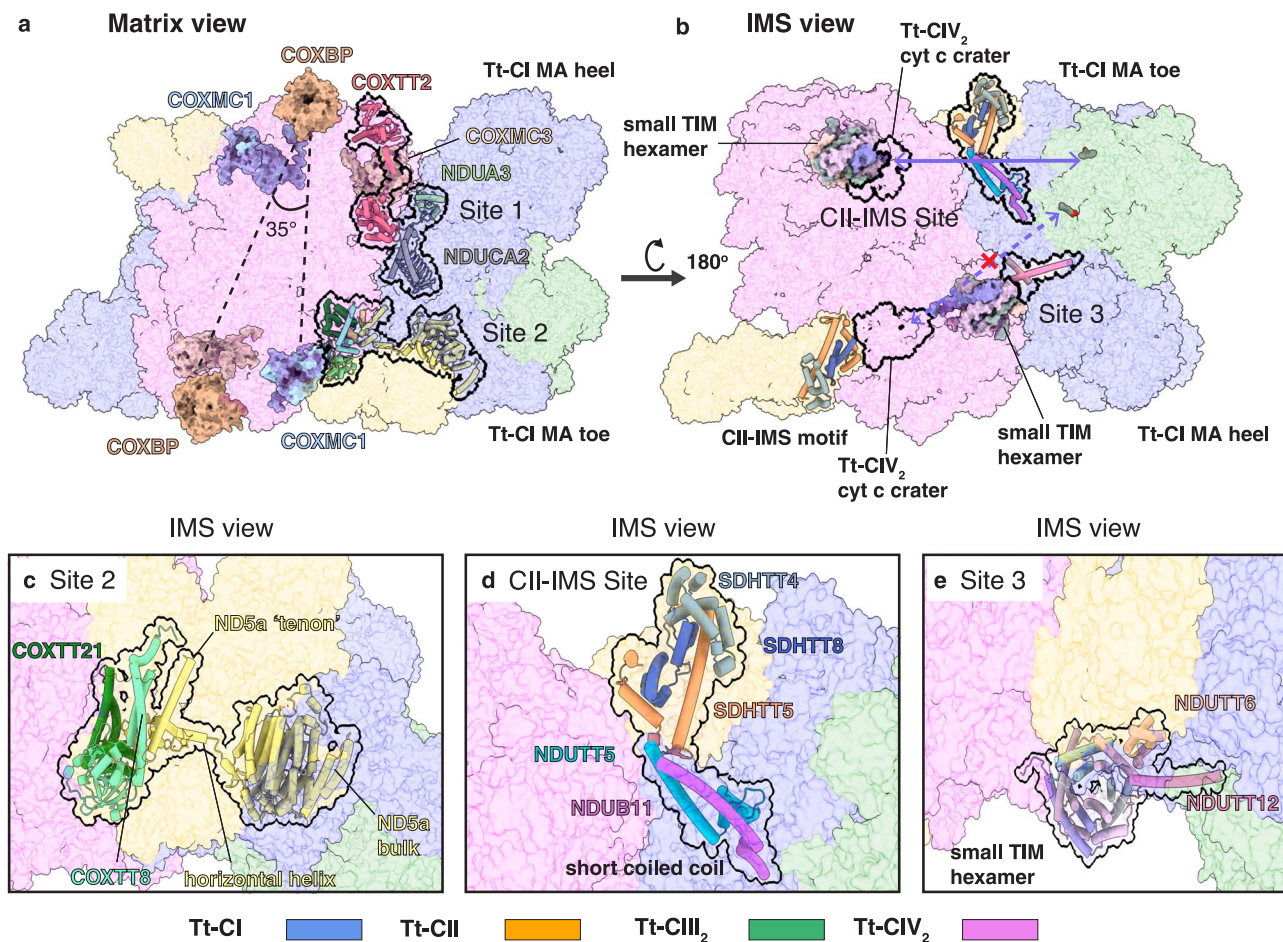 a Matrix view
COXBP
COXMC1
COXTT2
Tt-CI MA heel
COXMC3
NDUA3
Site 1
35°
NDUCA2
Site 2
COXBP
COXMC1
Tt-CI MA toe
180°
b IMS view
Tt-CIV2
cyt c crater
Tt-CI MA toe
small TIM
hexamer
CII-IMS Site
Site 3
CII-IMS motif
small TIM
hexamer
Tt-CI MA heel
Tt-CIV2
cyt c crater
IMS view
c Site 2
ND5a ‘tenon’
COXTT21
ND5a
bulk
COXTT8
horizontal helix
IMS view
d CII-IMS Site
SDHTT4
SDHTT8
SDHTT5
NDUTT5
NDUB11
short coiled coil
IMS view
e Site 3
NDUTT6
NDUTT12
small TIM
hexamer
Tt-CI Tt-CII Tt-CIII2 Tt-CIV2